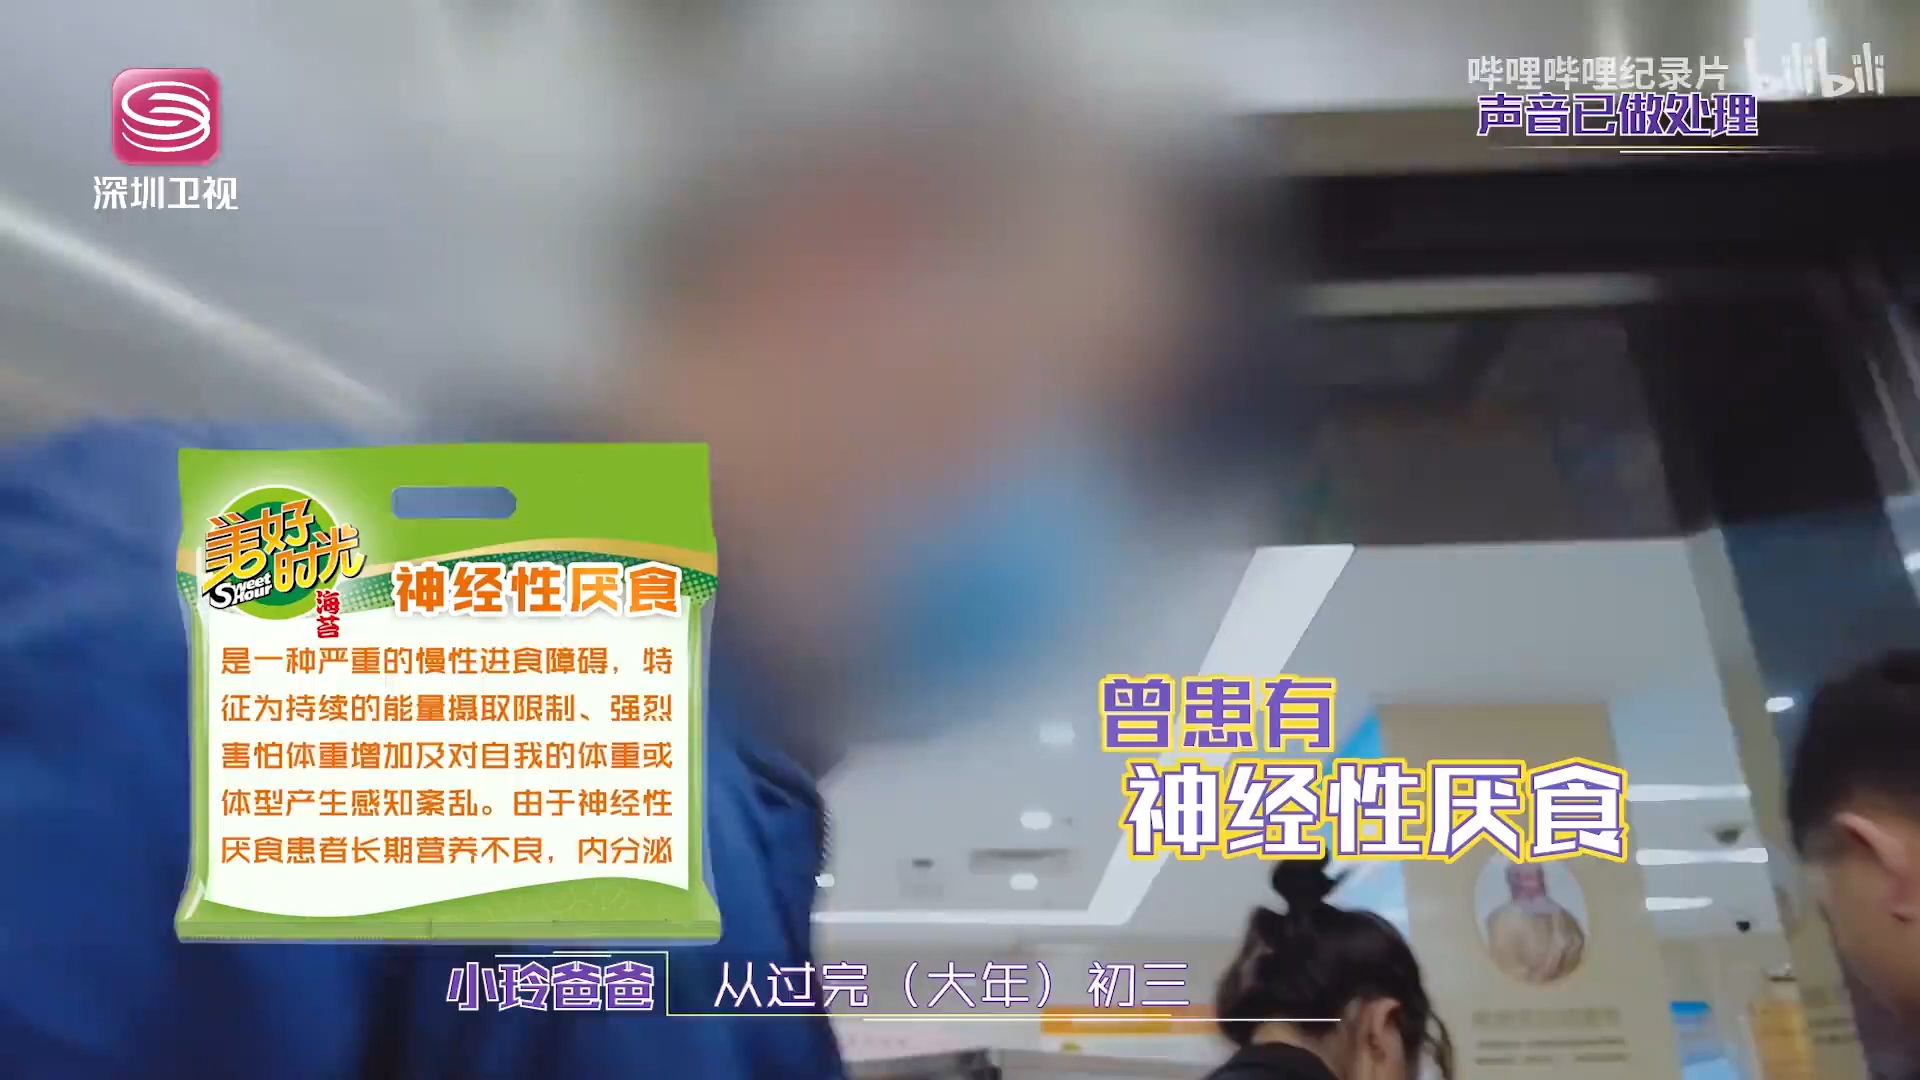 哔哩哔哩纪录片 bilibili
声音已做处理
深圳卫视
美好时光
Sweet Hour
海苔
神经性厌食
是一种严重的慢性进食障碍，特
征为持续的能量摄取限制、强烈
害怕体重增加及对自我的体重或
体型产生感知紊乱。由于神经性
厌食患者长期营养不良，内分泌
曾患有
神经性厌食
小玲爸爸 从过完（大年）初三